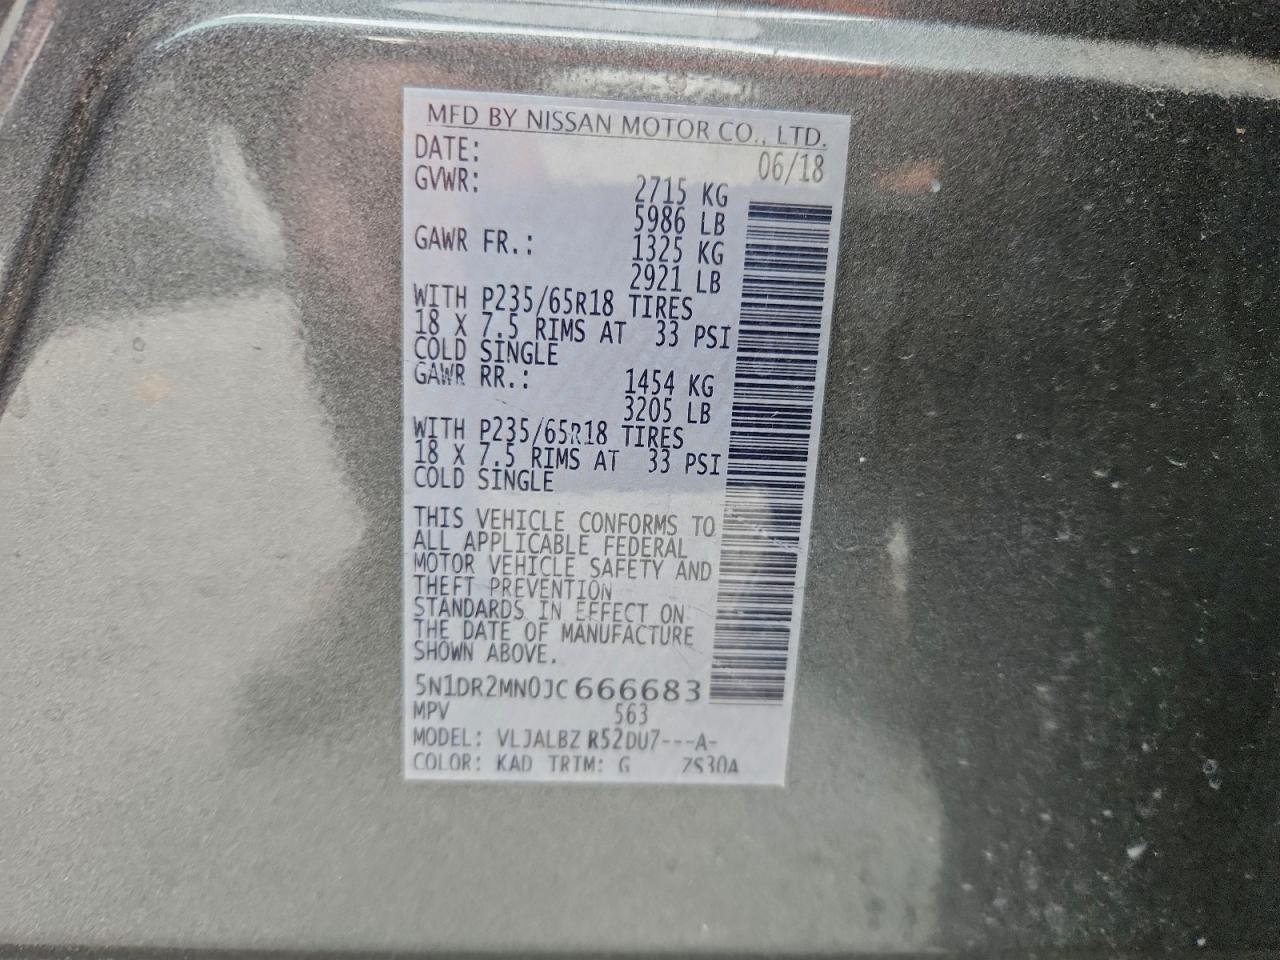 MFD BY NISSAN MOTOR CO., LTD.
DATE: 06/18
GVWR: 2715 KG
5986 LB
GAWR FR.: 1325 KG
2921 LB
WITH P235/65R18 TIRES
18 X 7.5 RIMS AT 33 PSI
COLD SINGLE
GAWR RR.: 1454 KG
3205 LB
WITH P235/65R18 TIRES
18 X 7.5 RIMS AT 33 PSI
COLD SINGLE
THIS VEHICLE CONFORMS TO
ALL APPLICABLE FEDERAL
MOTOR VEHICLE SAFETY AND
THEFT PREVENTION
STANDARDS IN EFFECT ON
THE DATE OF MANUFACTURE
SHOWN ABOVE.
5N1DR2MN0JC666683
MPV 563
MODEL: VLJALBZ R52DU7---A-
COLOR: KAD TRTM: G ZS30A